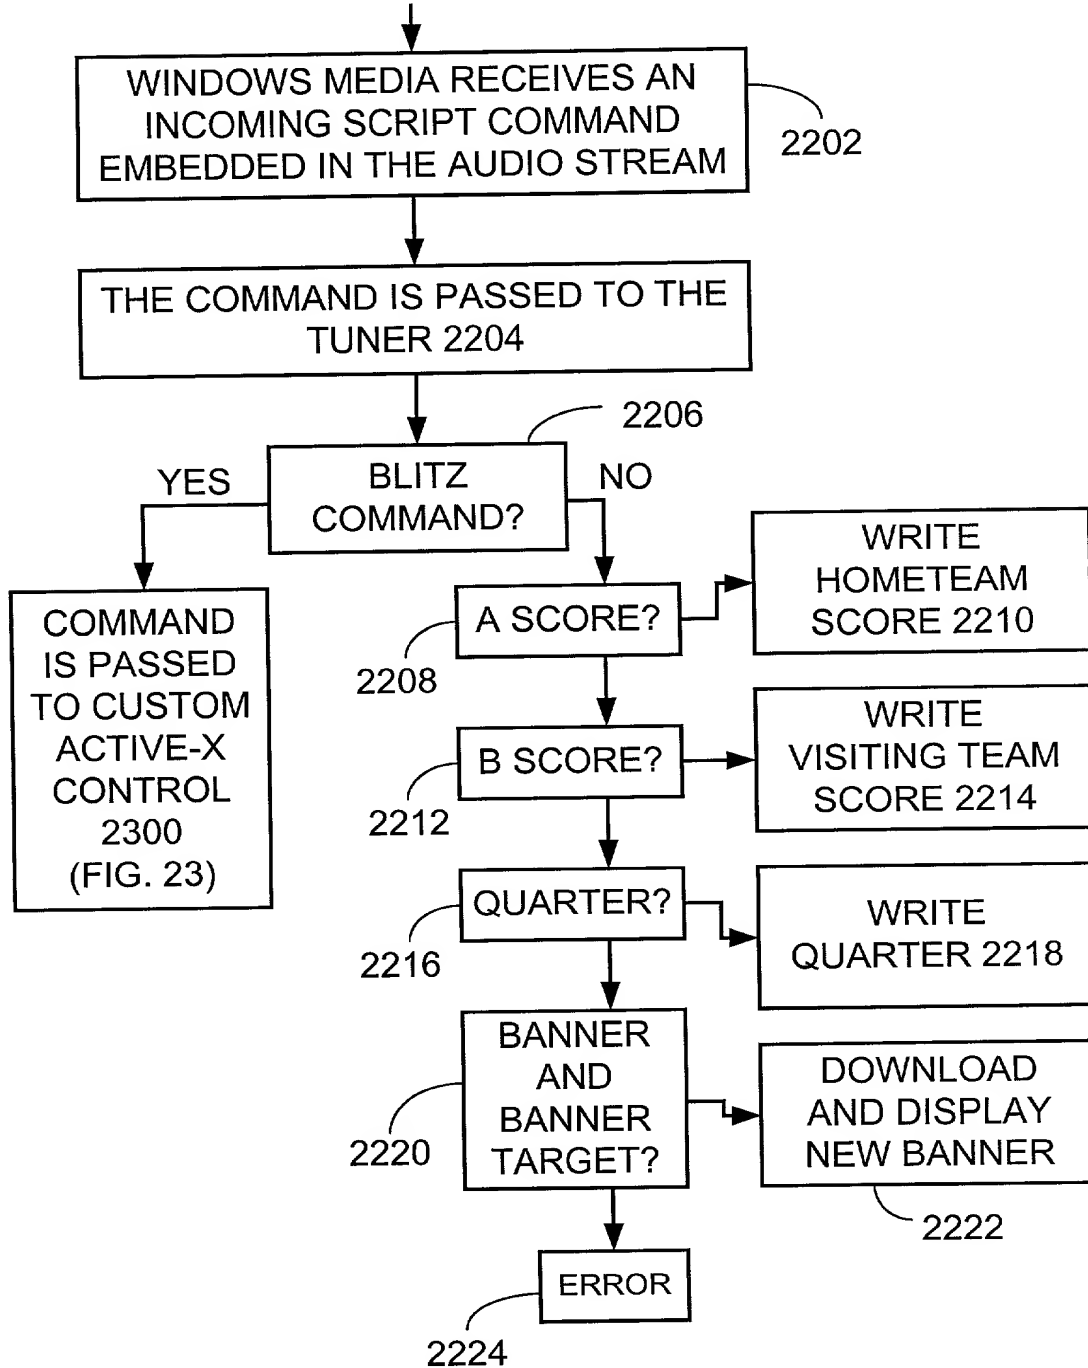 WINDOWS MEDIA RECEIVES AN
INCOMING SCRIPT COMMAND
EMBEDDED IN THE AUDIO STREAM
2202
THE COMMAND IS PASSED TO THE
TUNER 2204
2206
BLITZ
COMMAND?
YES
NO
COMMAND
IS PASSED
TO CUSTOM
ACTIVE-X
CONTROL
2300
(FIG. 23)
A SCORE?
2208
WRITE
HOMETEAM
SCORE 2210
B SCORE?
2212
WRITE
VISITING TEAM
SCORE 2214
QUARTER?
2216
WRITE
QUARTER 2218
BANNER
AND
BANNER
TARGET?
2220
DOWNLOAD
AND DISPLAY
NEW BANNER
2222
ERROR
2224